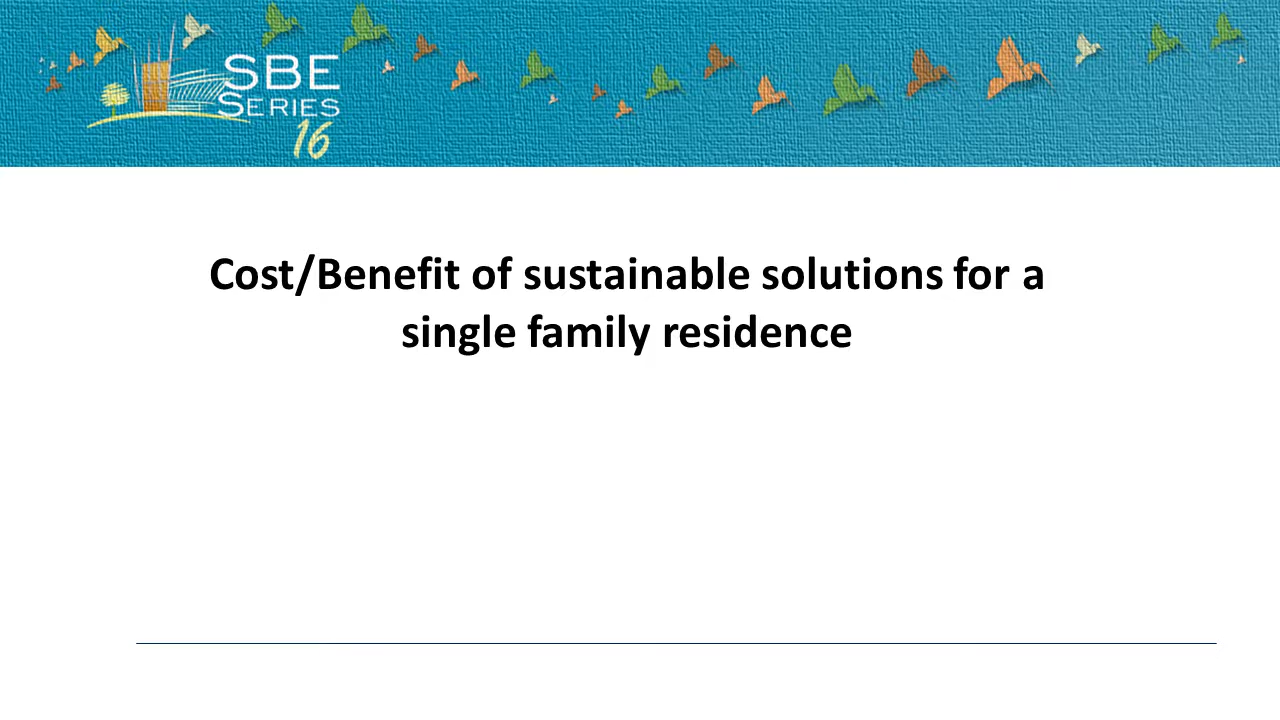 SBE
SERIES
16
Cost/Benefit of sustainable solutions for a
single family residence